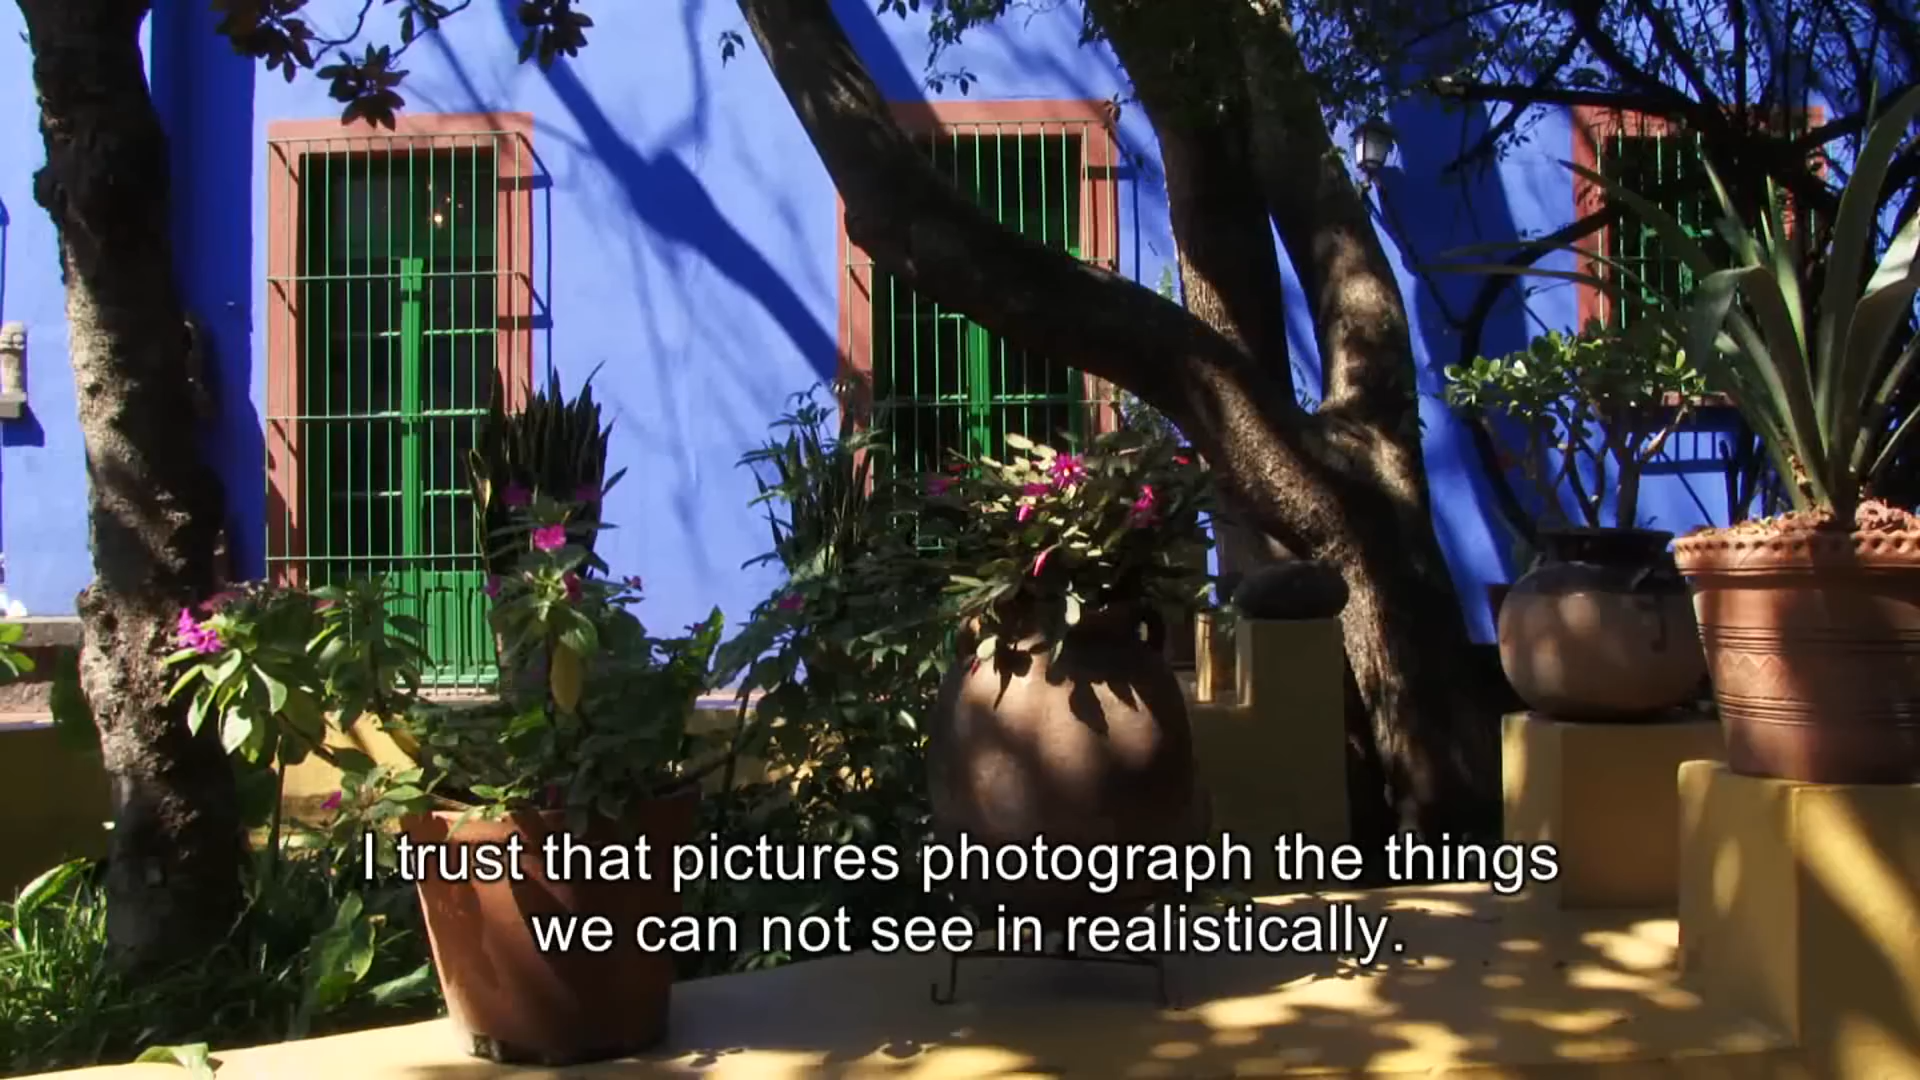 I trust that pictures photograph the things
we can not see in realistically.